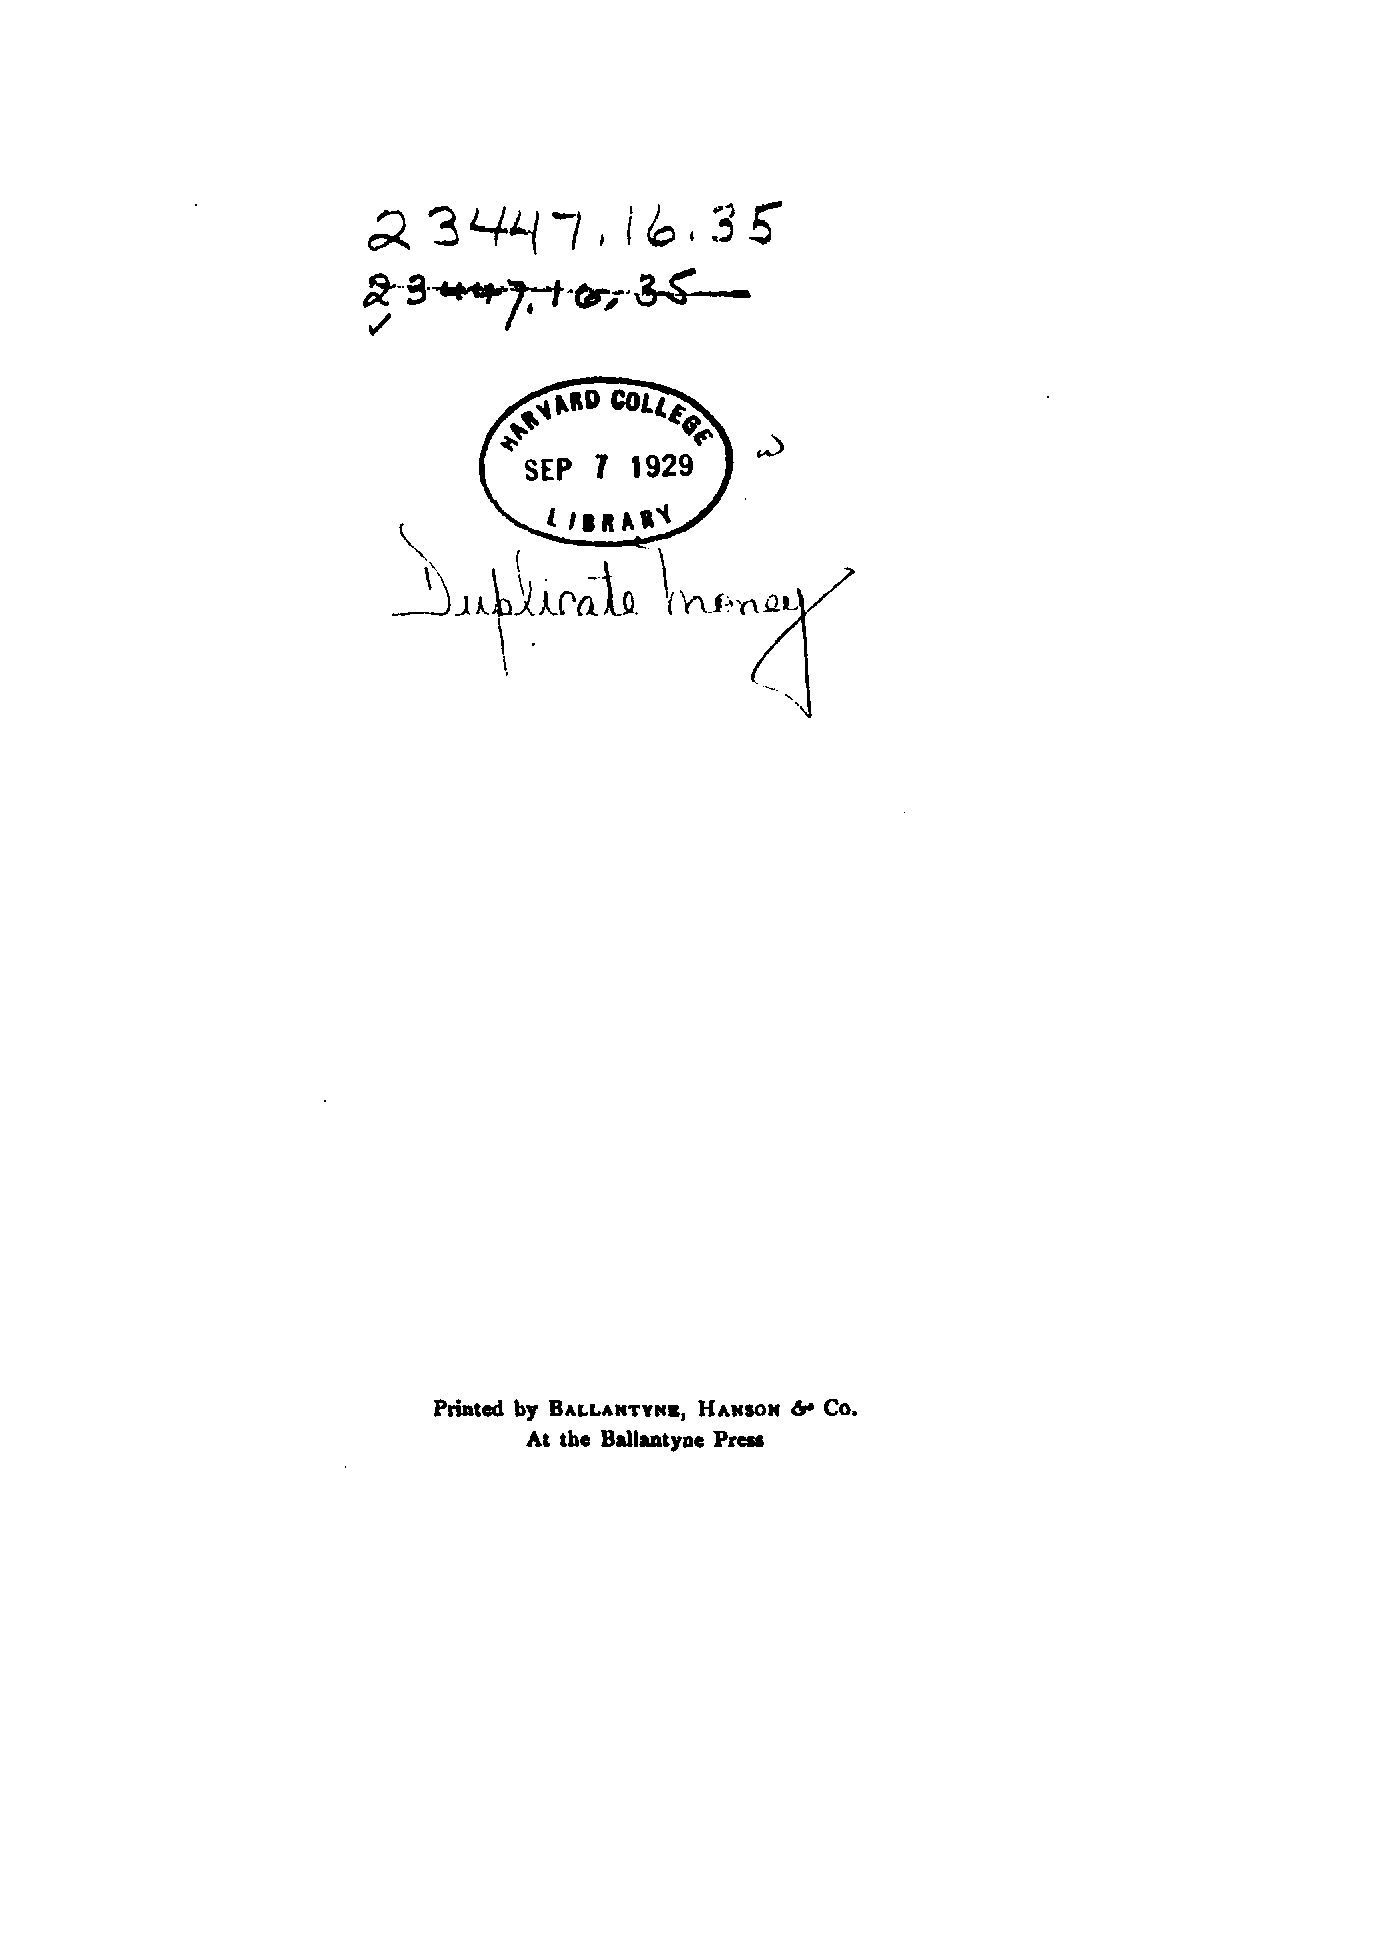 23447.16.35
23447.16.35
HARVARD COLLEGE
SEP 7 1929
LIBRARY
Duplicate money
Printed by BALLANTYNE, HANSON & Co.
At the Ballantyne Press